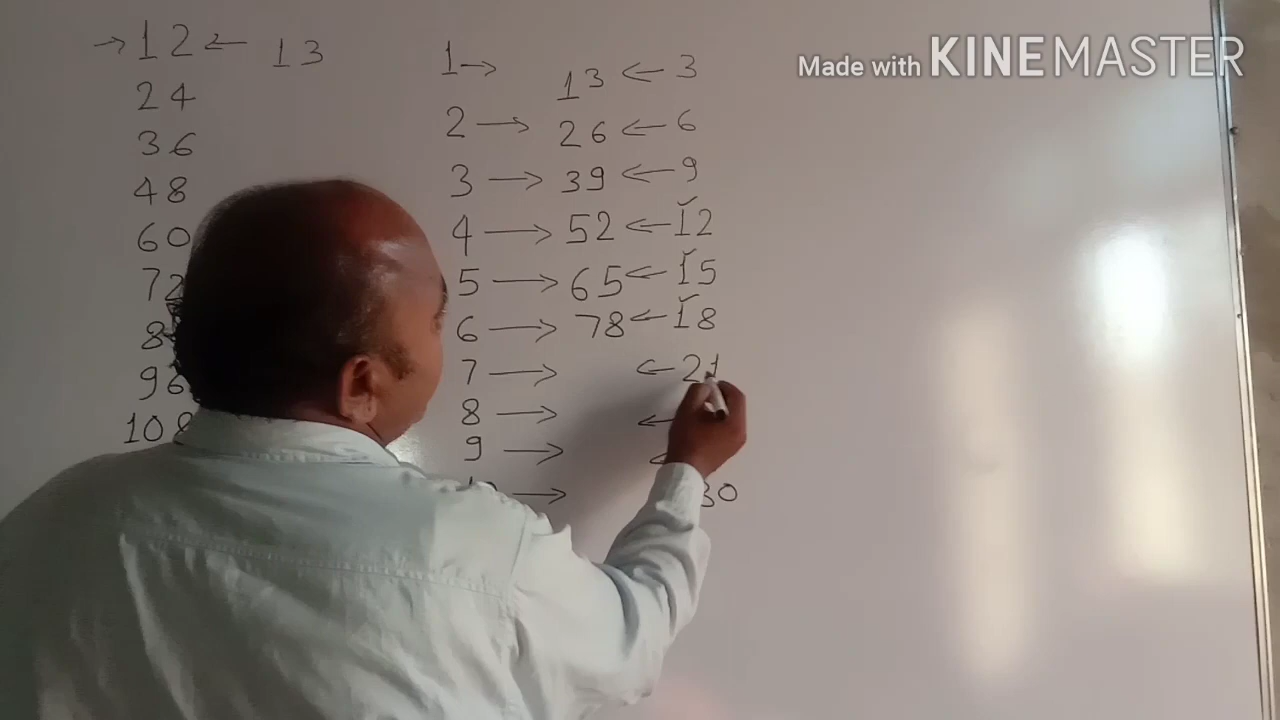 Made with KINEMASTER
→ 12 ← 13
24
36
48
60
72
96
108
1 → 13 ← 3
2 → 26 ← 6
3 → 39 ← 9
4 → 52 ← 12
5 → 65 ← 15
6 → 78 ← 18
7 → ← 21
8 → ←
9 → ←
→ 30